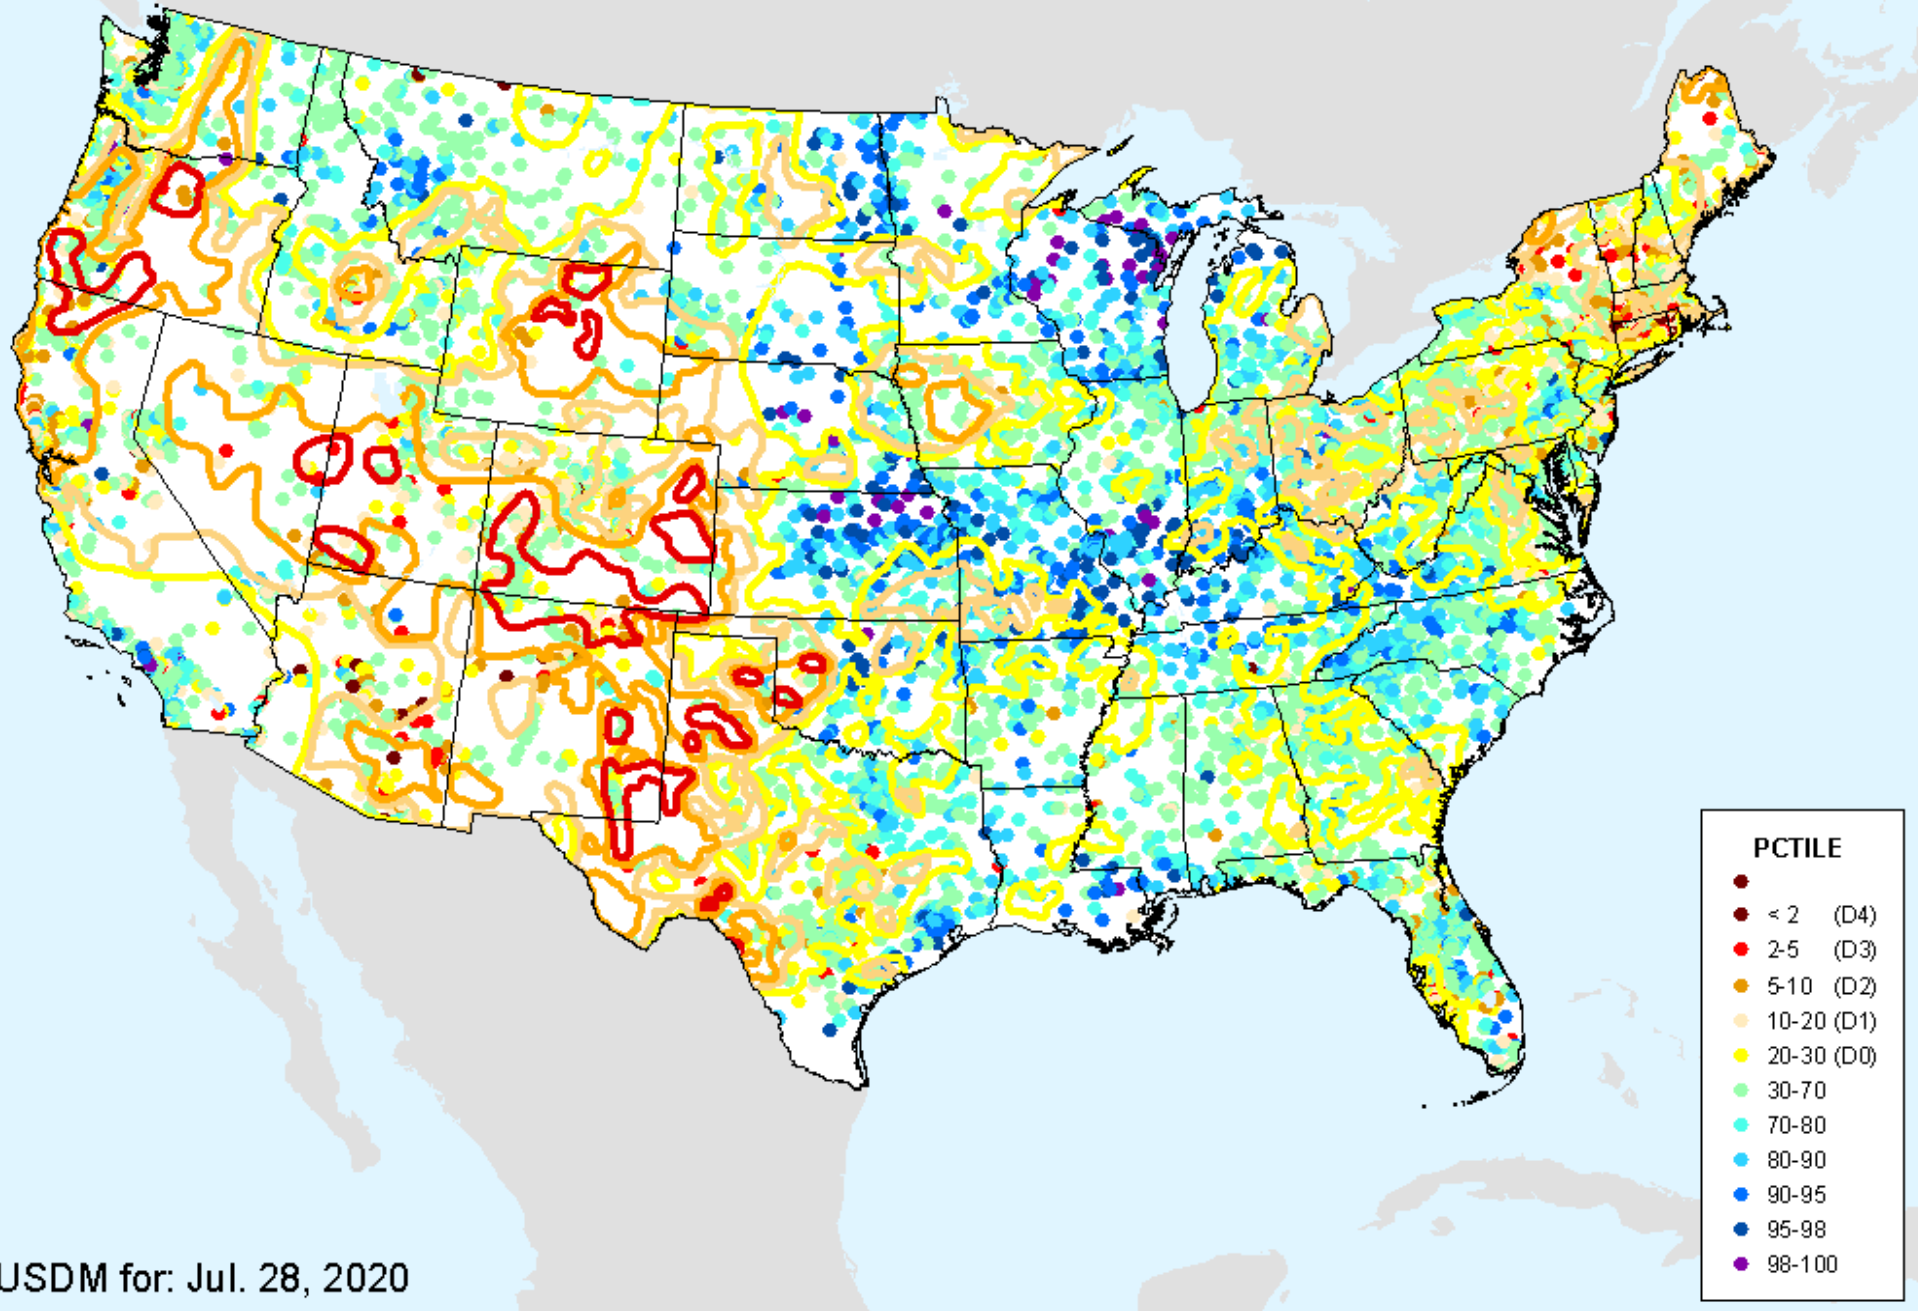 PCTILE
< 2 (D4)
2-5 (D3)
5-10 (D2)
10-20 (D1)
20-30 (D0)
30-70
70-80
80-90
90-95
95-98
98-100
USDM for: Jul. 28, 2020